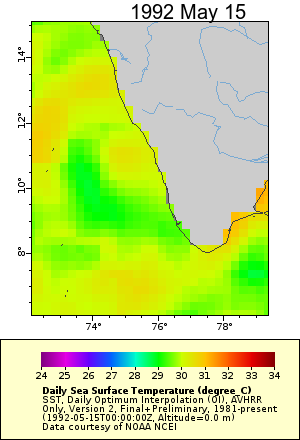 1992 May 15
14°
12°
10°
8°
74° 76° 78°
24 25 26 27 28 29 30 31 32 33 34
Daily Sea Surface Temperature (degree_C)
SST, Daily Optimum Interpolation (OI), AVHRR
Only, Version 2, Final+Preliminary, 1981-present
(1992-05-15T00:00:00Z, Altitude=0.0 m)
Data courtesy of NOAA NCEI